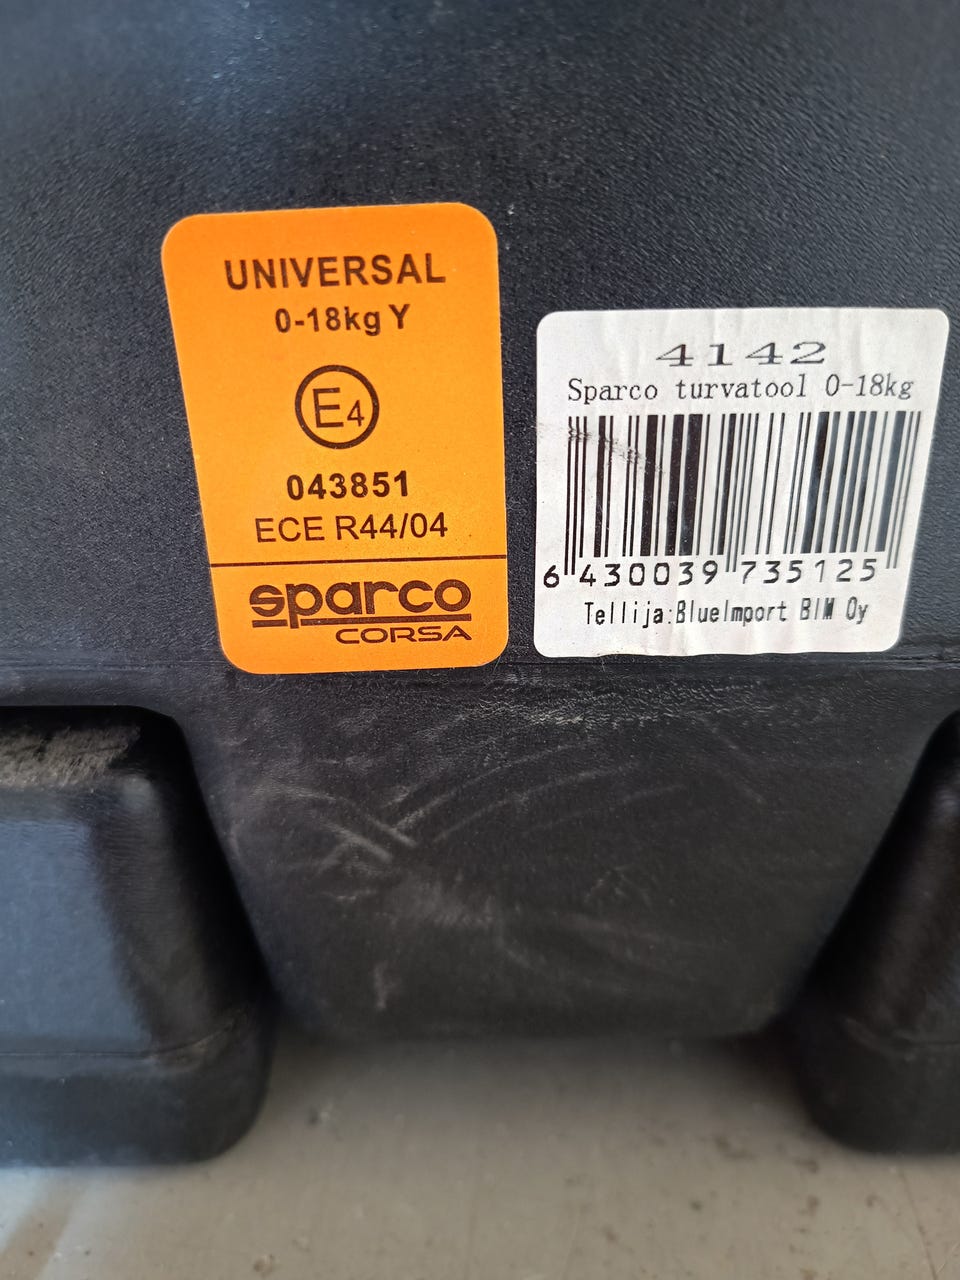 UNIVERSAL
0-18kg Y
E4
043851
ECE R44/04
sparco
CORSA
4142
Sparco turvatool 0-18kg
6 430039 735125
Tellija:BlueImport BIM Oy